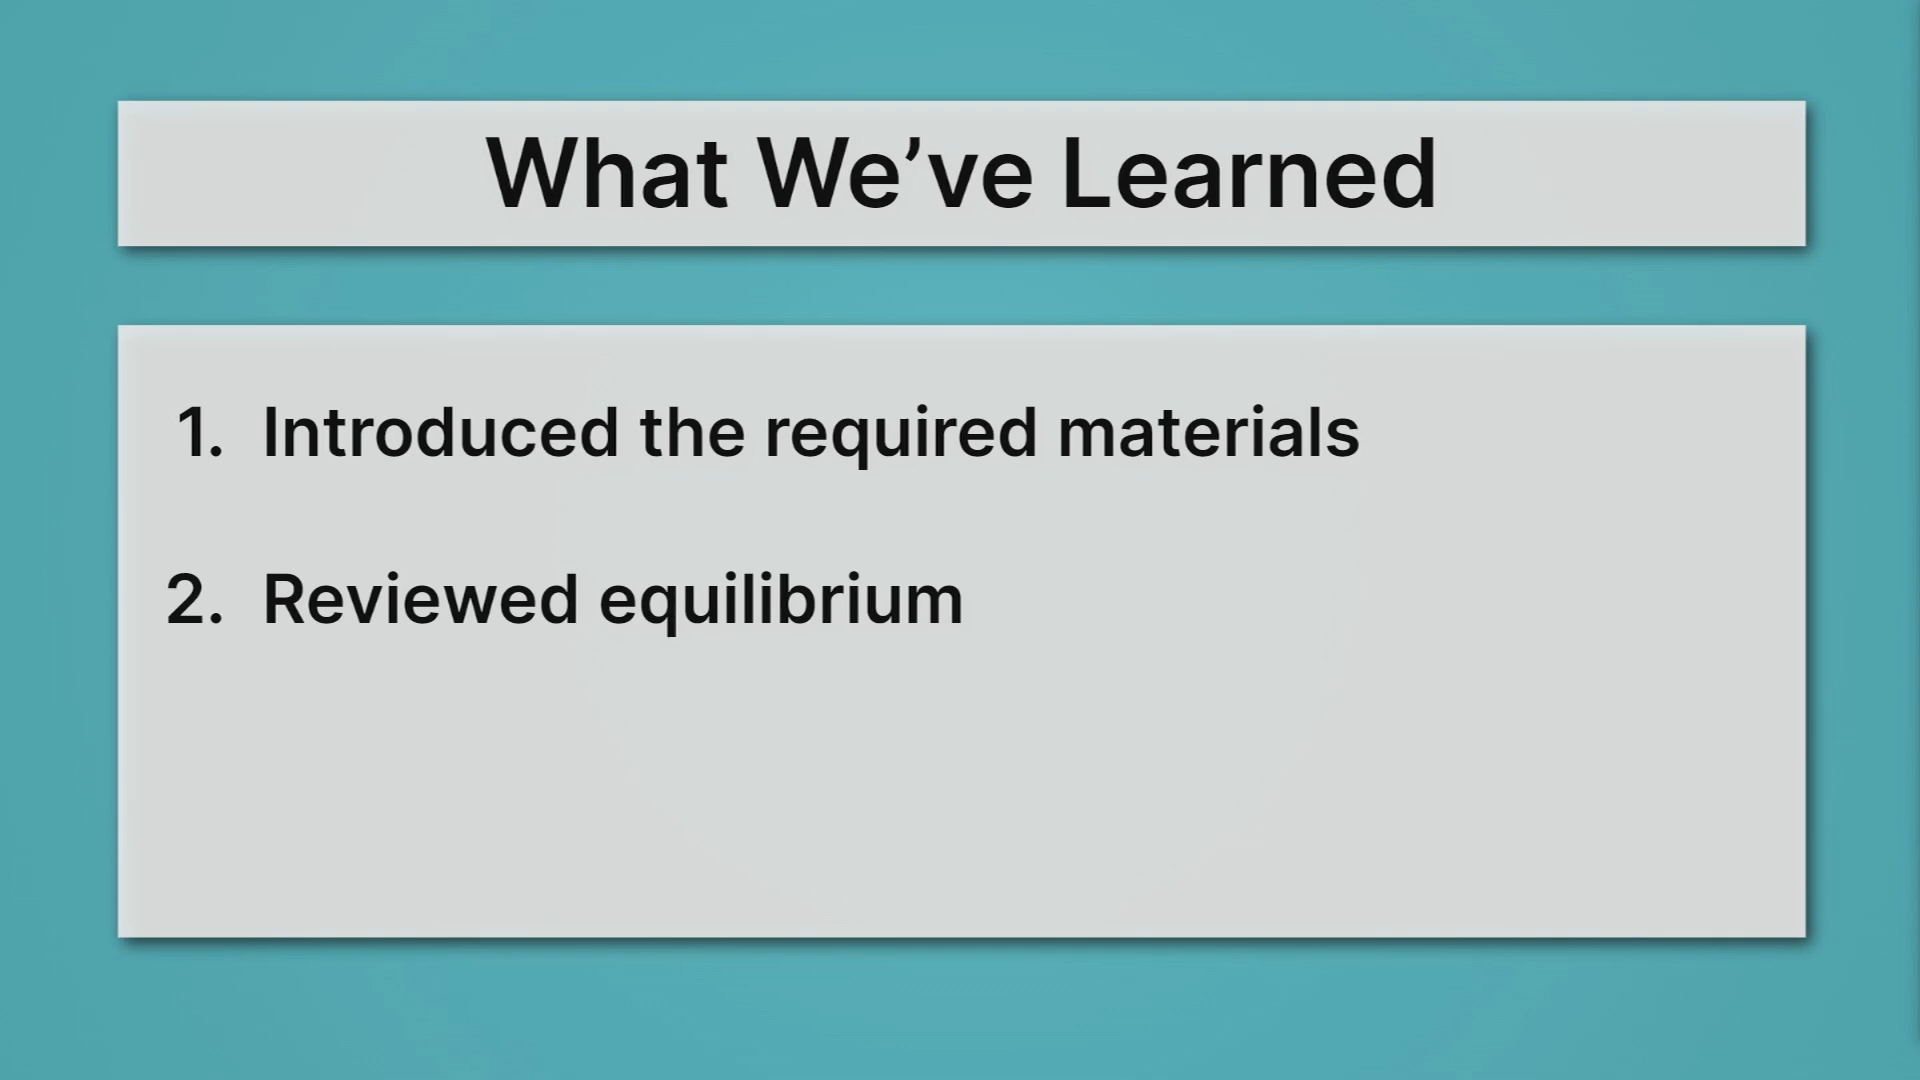 What We’ve Learned
1. Introduced the required materials
2. Reviewed equilibrium